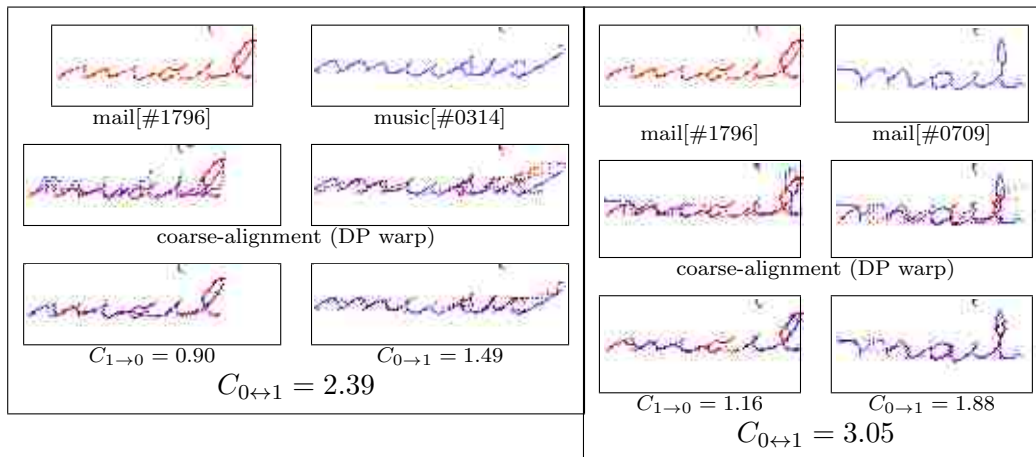 mail music
mail[#1796] music[#0314]
coarse-alignment (DP warp)
C1→0 = 0.90 C0→1 = 1.49
C0↔1 = 2.39
mail mail
mail[#1796] mail[#0709]
coarse-alignment (DP warp)
C1→0 = 1.16 C0→1 = 1.88
C0↔1 = 3.05